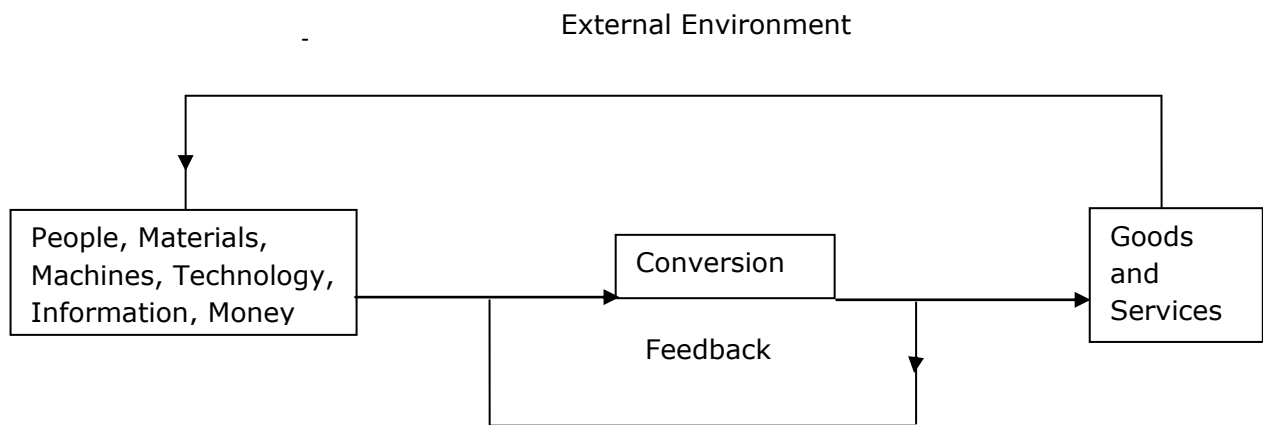 External Environment
-
People, Materials,
Machines, Technology,
Information, Money
Conversion
Goods
and
Services
Feedback